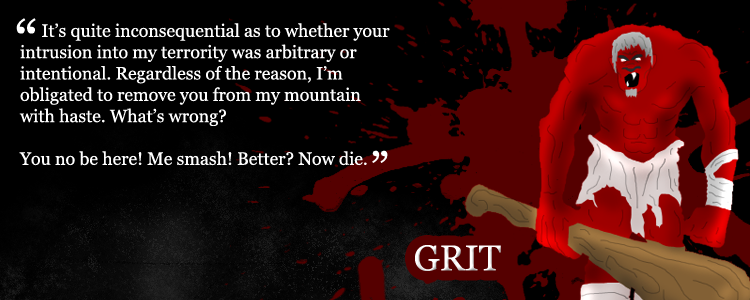 “ It’s quite inconsequential as to whether your
intrusion into my terrority was arbitrary or
intentional. Regardless of the reason, I’m
obligated to remove you from my mountain
with haste. What’s wrong?
You no be here! Me smash! Better? Now die. ”
GRIT